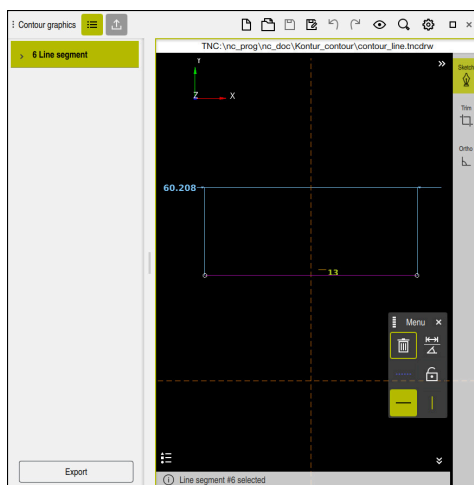 Contour graphics
TNC:\nc_prog\nc_doc\Kontur_contour\contour_line.tncdrw
6 Line segment
Y
Z
X
Sketch
Trim
Ortho
60.208
13
Menu
Export
Line segment #6 selected